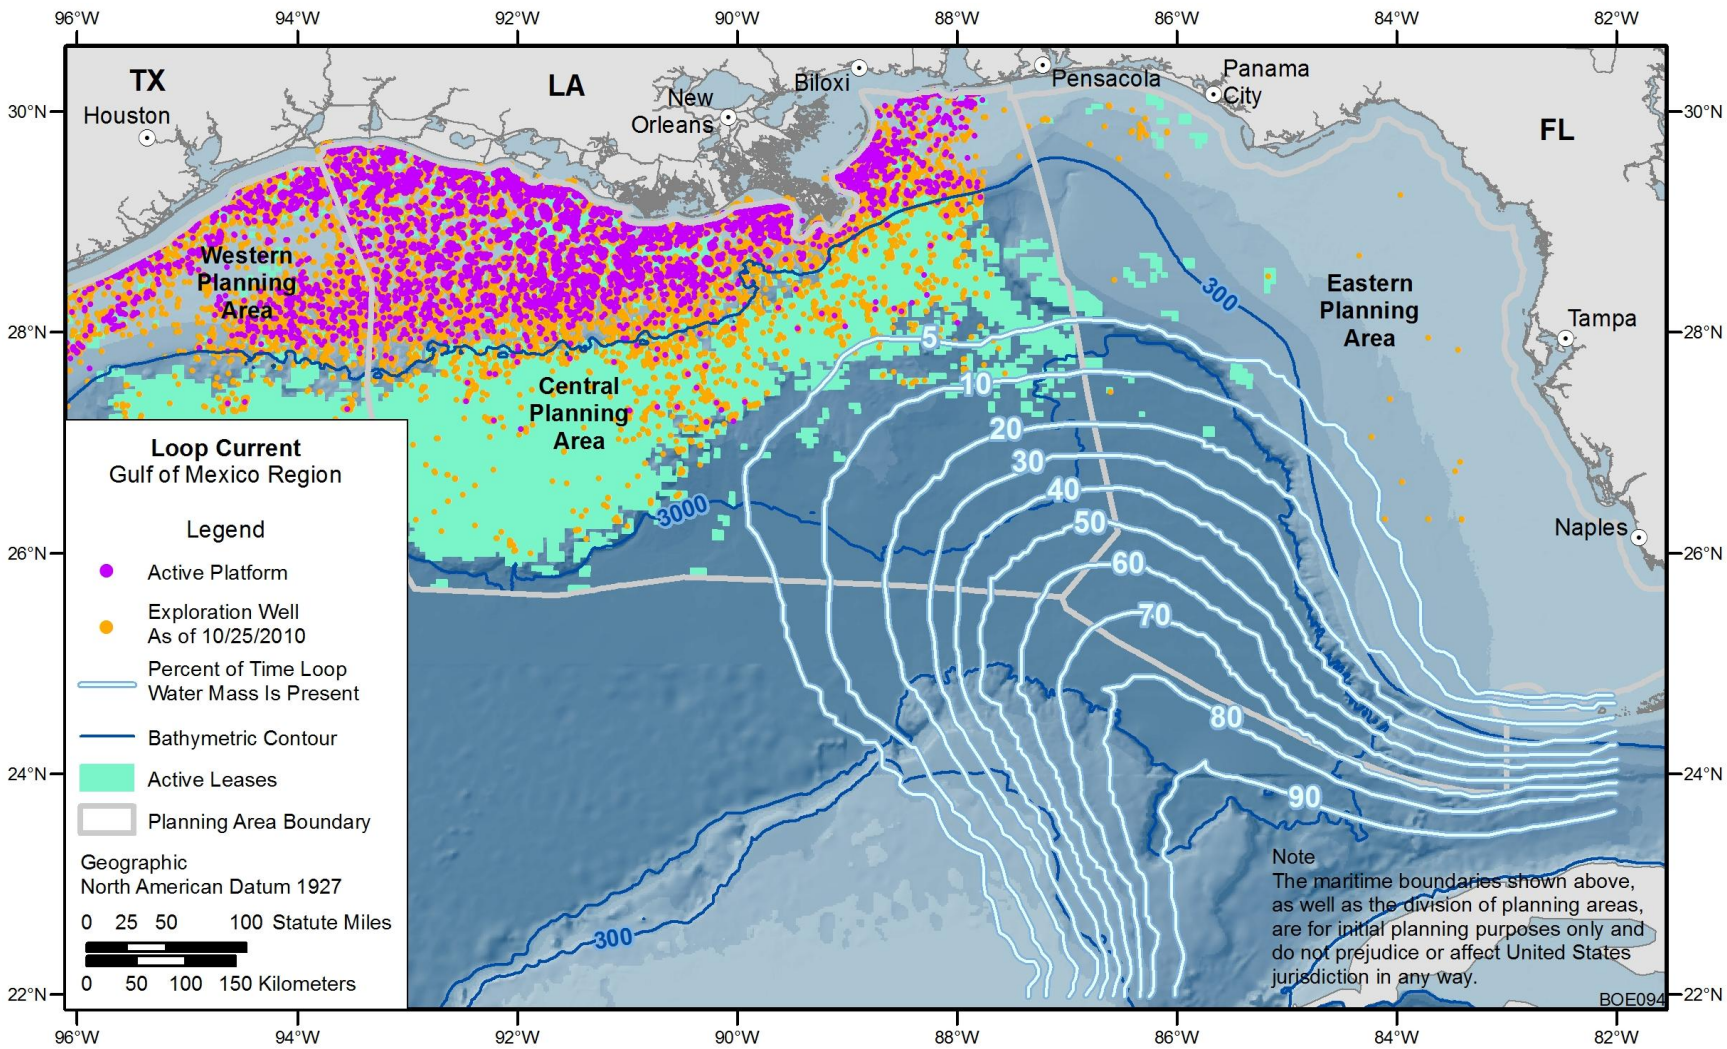 96°W 94°W 92°W 90°W 88°W 86°W 84°W 82°W
TX
LA
FL
Houston
New
Orleans
Biloxi
Pensacola
Panama
City
Tampa
Naples
30°N
30°N
28°N
28°N
26°N
26°N
24°N
24°N
22°N
22°N
Western
Planning
Area
Central
Planning
Area
Eastern
Planning
Area
300
3000
300
5
10
20
30
40
50
60
70
80
90
Loop Current
Gulf of Mexico Region
Legend
Active Platform
Exploration Well
As of 10/25/2010
Percent of Time Loop
Water Mass Is Present
Bathymetric Contour
Active Leases
Planning Area Boundary
Geographic
North American Datum 1927
0 25 50 100 Statute Miles
0 50 100 150 Kilometers
Note
The maritime boundaries shown above,
as well as the division of planning areas,
are for initial planning purposes only and
do not prejudice or affect United States
jurisdiction in any way.
BOE094
96°W 94°W 92°W 90°W 88°W 86°W 84°W 82°W